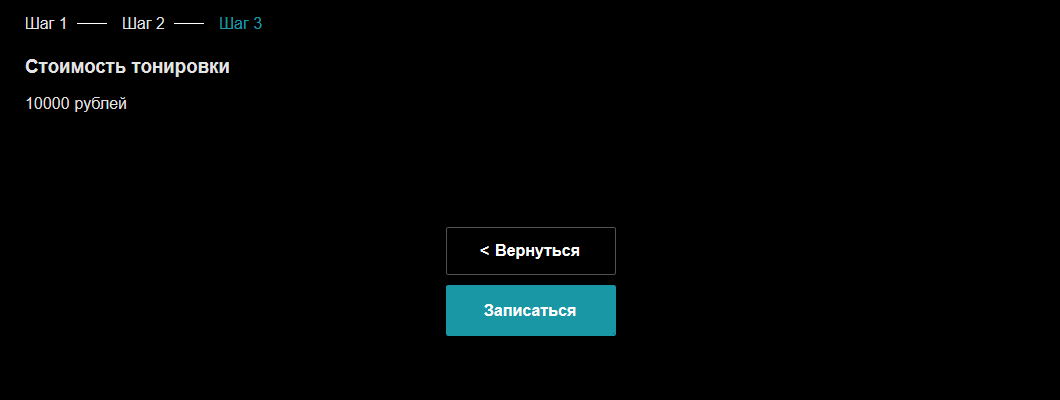 Шаг 1 Шаг 2 Шаг 3
Стоимость тонировки
10000 рублей
< Вернуться
Записаться